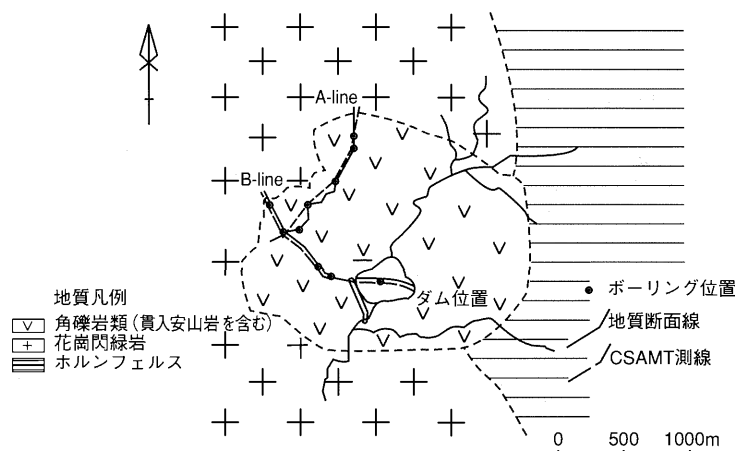 A-line
B-line
ダム位置
地質凡例
角礫岩類(貫入安山岩を含む)
花崗閃緑岩
ホルンフェルス
ボーリング位置
地質断面線
CSAMT測線
0 500 1000m